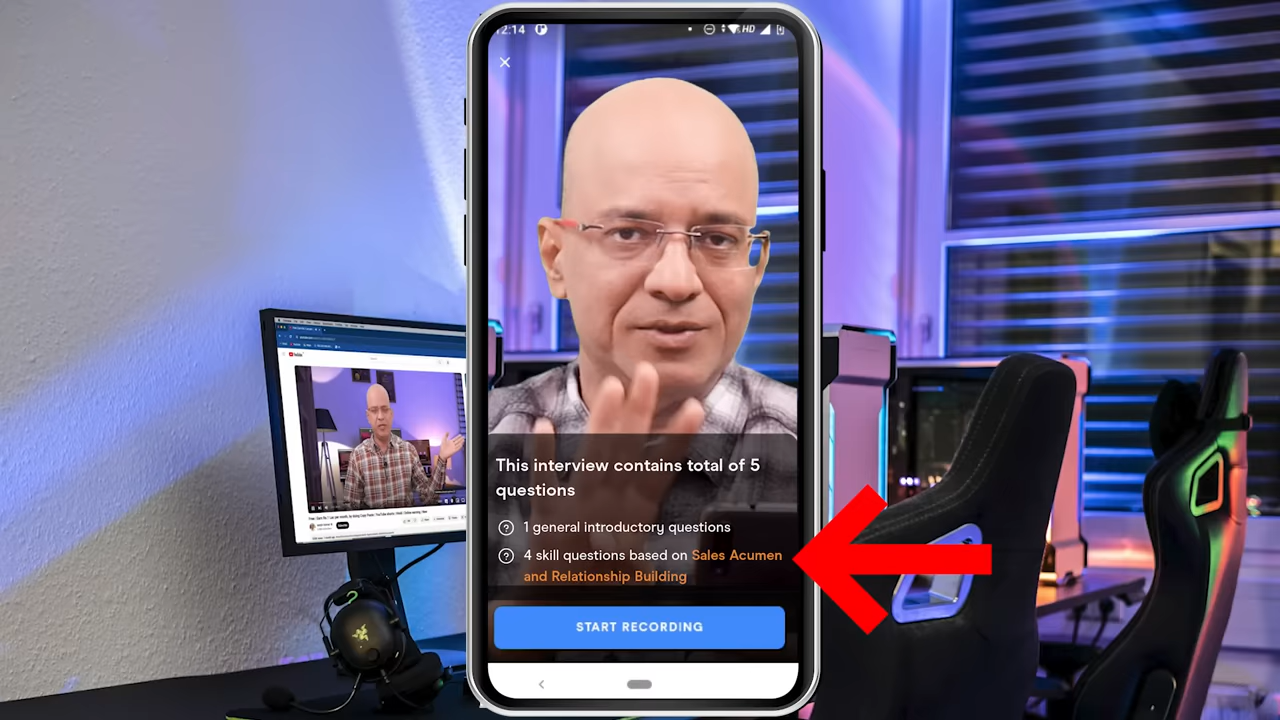 12:14
HD
This interview contains total of 5
questions
1 general introductory questions
4 skill questions based on Sales Acumen
and Relationship Building
START RECORDING